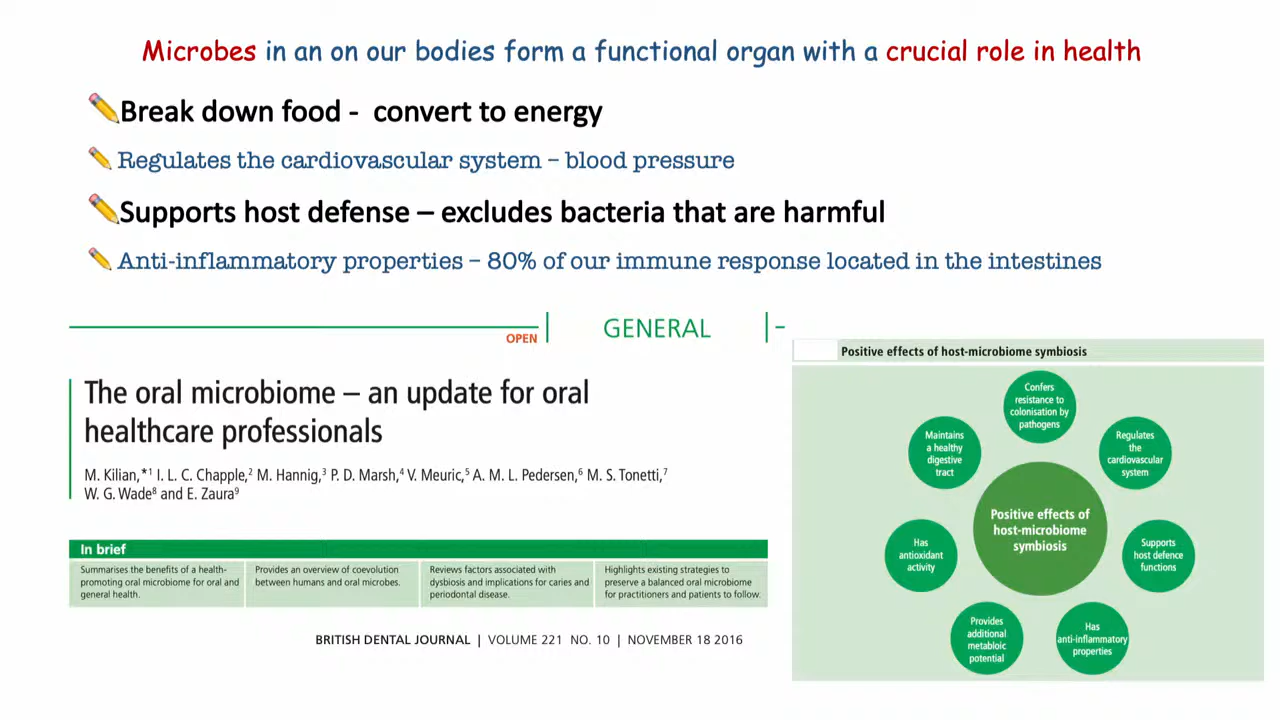 Microbes in an on our bodies form a functional organ with a crucial role in health
Break down food - convert to energy
Regulates the cardiovascular system – blood pressure
Supports host defense – excludes bacteria that are harmful
Anti-inflammatory properties – 80% of our immune response located in the intestines
OPEN
GENERAL
The oral microbiome – an update for oral
healthcare professionals
M. Kilian,*1 I. L. C. Chapple,2 M. Hannig,3 P. D. Marsh,4 V. Meuric,5 A. M. L. Pedersen,6 M. S. Tonetti,7
W. G. Wade8 and E. Zaura9
In brief
Summarises the benefits of a health-
promoting oral microbiome for oral and
general health.
Provides an overview of coevolution
between humans and oral microbes.
Reviews factors associated with
dysbiosis and implications for caries and
periodontal disease.
Highlights existing strategies to
preserve a balanced oral microbiome
for practitioners and patients to follow.
BRITISH DENTAL JOURNAL | VOLUME 221 NO. 10 | NOVEMBER 18 2016
Positive effects of host-microbiome symbiosis
Confers
resistance to
colonisation by
pathogens
Regulates
the
cardiovascular
system
Supports
host defence
functions
Has
anti-inflammatory
properties
Provides
additional
metabloic
potential
Has
antioxidant
activity
Maintains
a healthy
digestive
tract
Positive effects of
host-microbiome
symbiosis